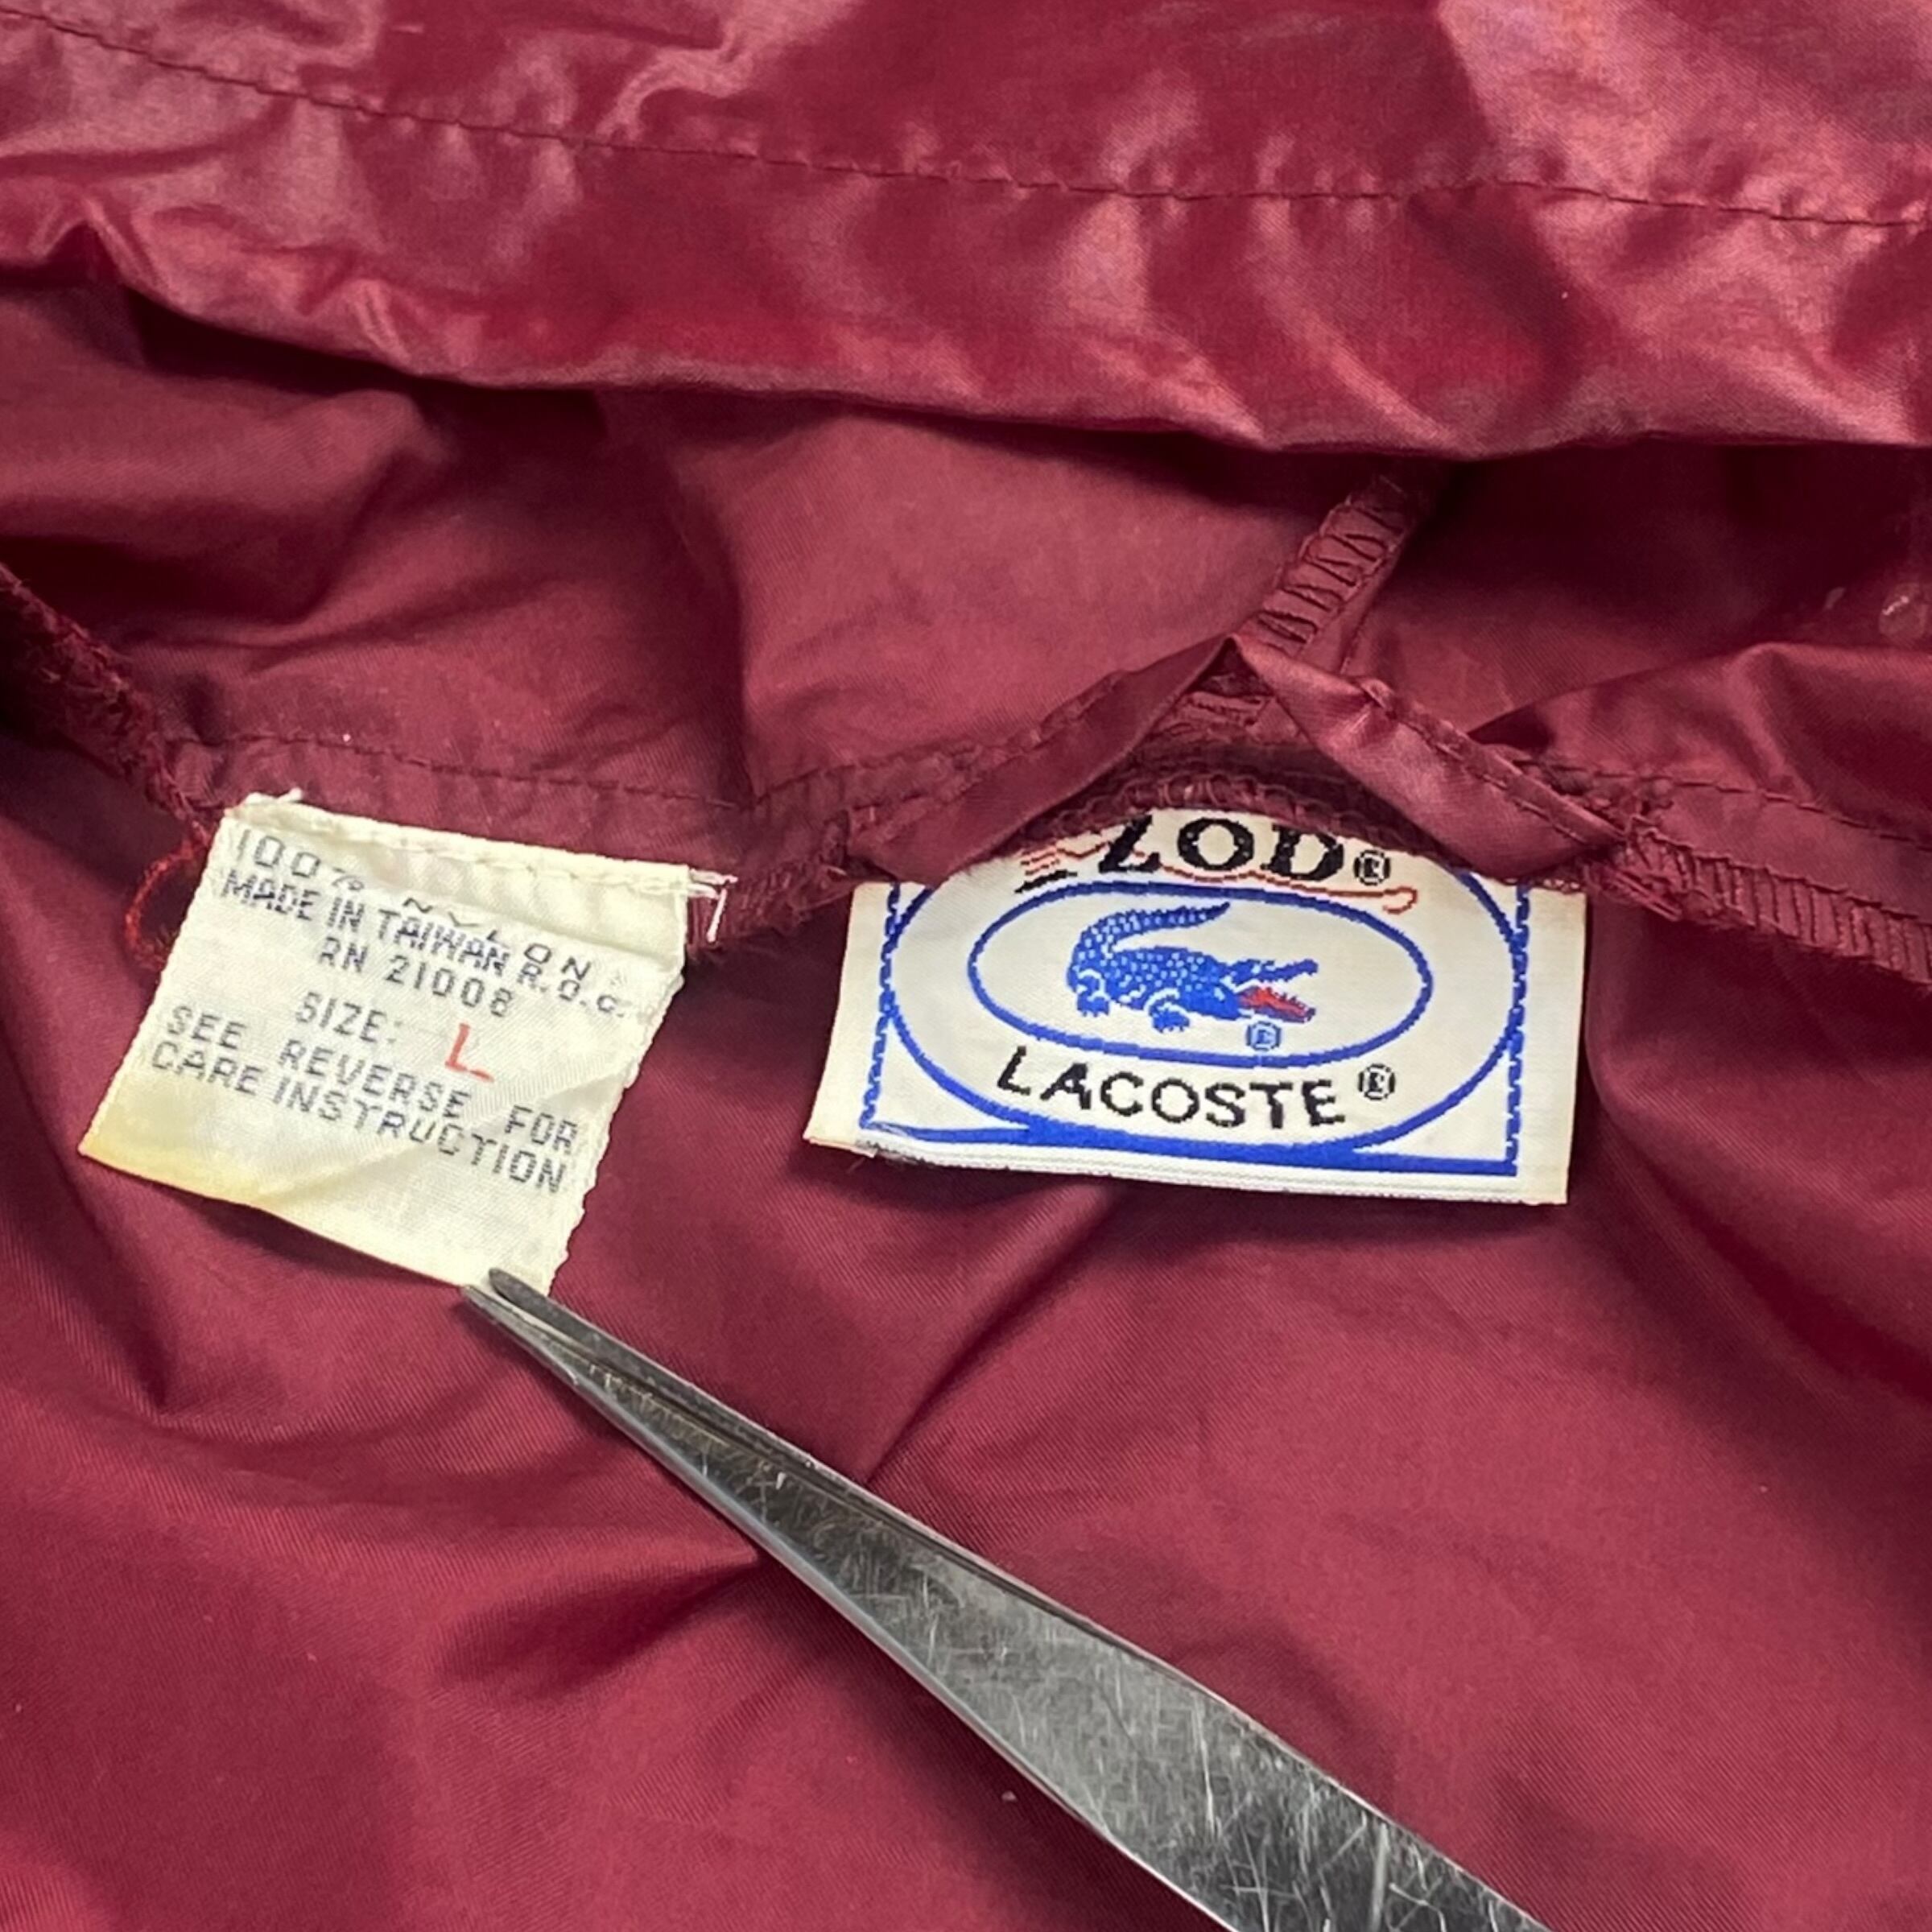 100% NYLON
MADE IN TAIWAN R.O.C.
RN 21008
SIZE: L
SEE REVERSE FOR
CARE INSTRUCTION
IZOD®
®
LACOSTE®